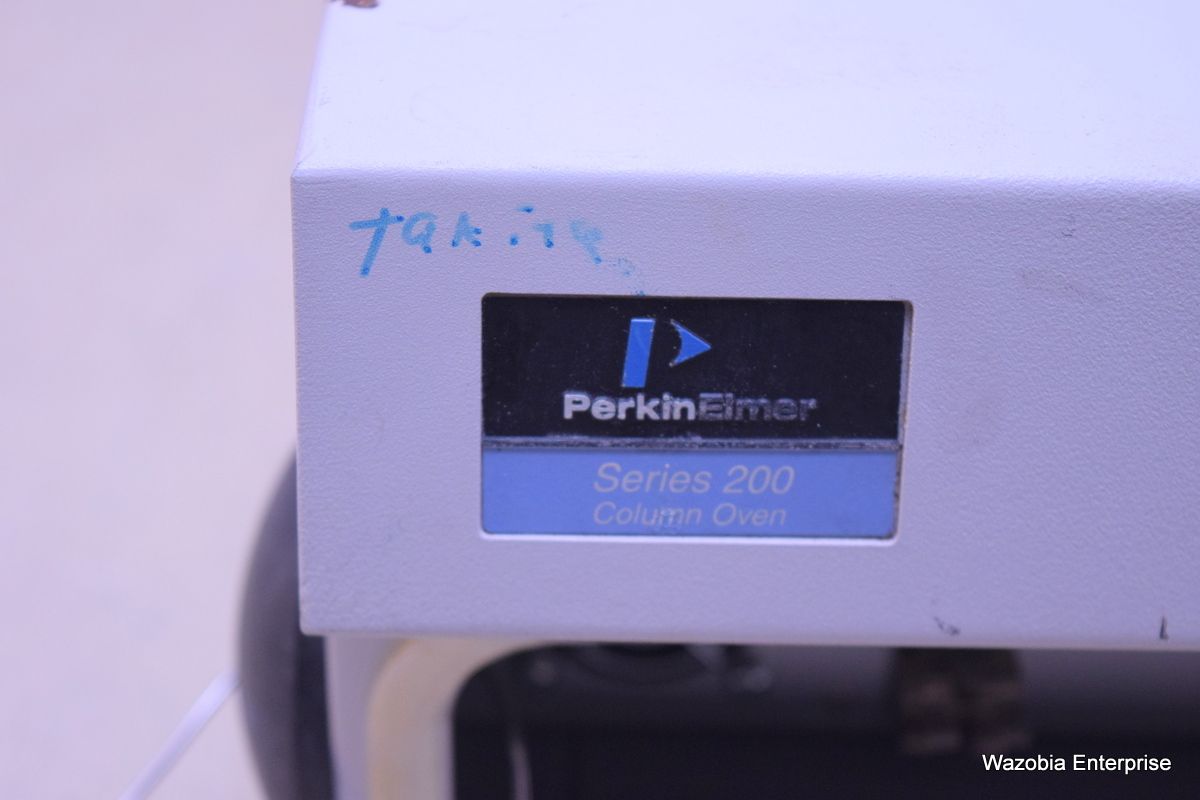 PerkinElmer
Series 200
Column Oven
Wazobia Enterprise